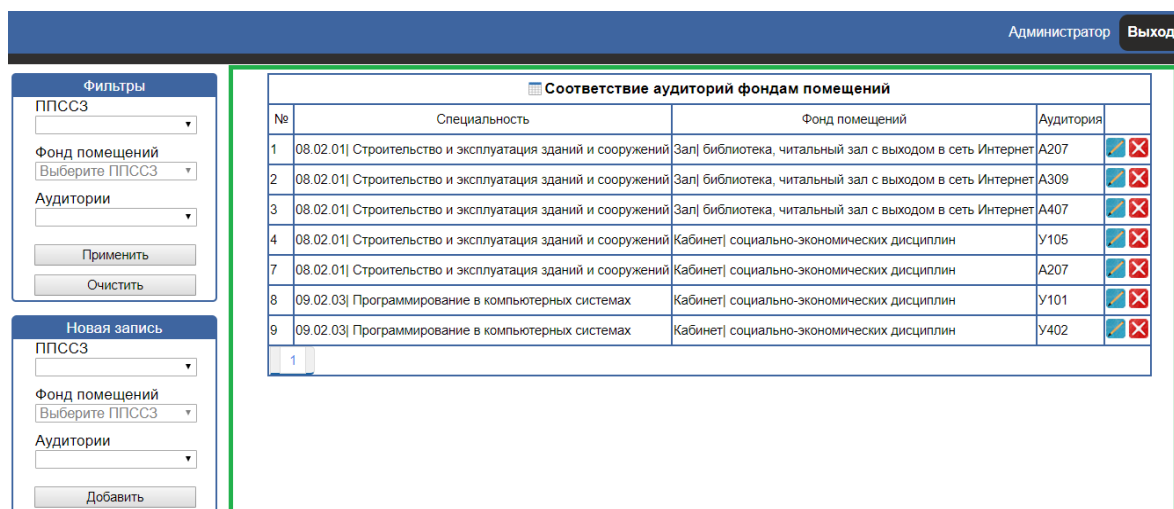 Администратор Выход
Фильтры
ППССЗ
Фонд помещений
Выберите ППССЗ
Аудитории
Применить
Очистить
Новая запись
ППССЗ
Фонд помещений
Выберите ППССЗ
Аудитории
Добавить
Соответствие аудиторий фондам помещений
№ Специальность Фонд помещений Аудитория
1 08.02.01| Строительство и эксплуатация зданий и сооружений Зал| библиотека, читальный зал с выходом в сеть Интернет А207
2 08.02.01| Строительство и эксплуатация зданий и сооружений Зал| библиотека, читальный зал с выходом в сеть Интернет А309
3 08.02.01| Строительство и эксплуатация зданий и сооружений Зал| библиотека, читальный зал с выходом в сеть Интернет А407
4 08.02.01| Строительство и эксплуатация зданий и сооружений Кабинет| социально-экономических дисциплин У105
7 08.02.01| Строительство и эксплуатация зданий и сооружений Кабинет| социально-экономических дисциплин А207
8 09.02.03| Программирование в компьютерных системах Кабинет| социально-экономических дисциплин У101
9 09.02.03| Программирование в компьютерных системах Кабинет| социально-экономических дисциплин У402
1